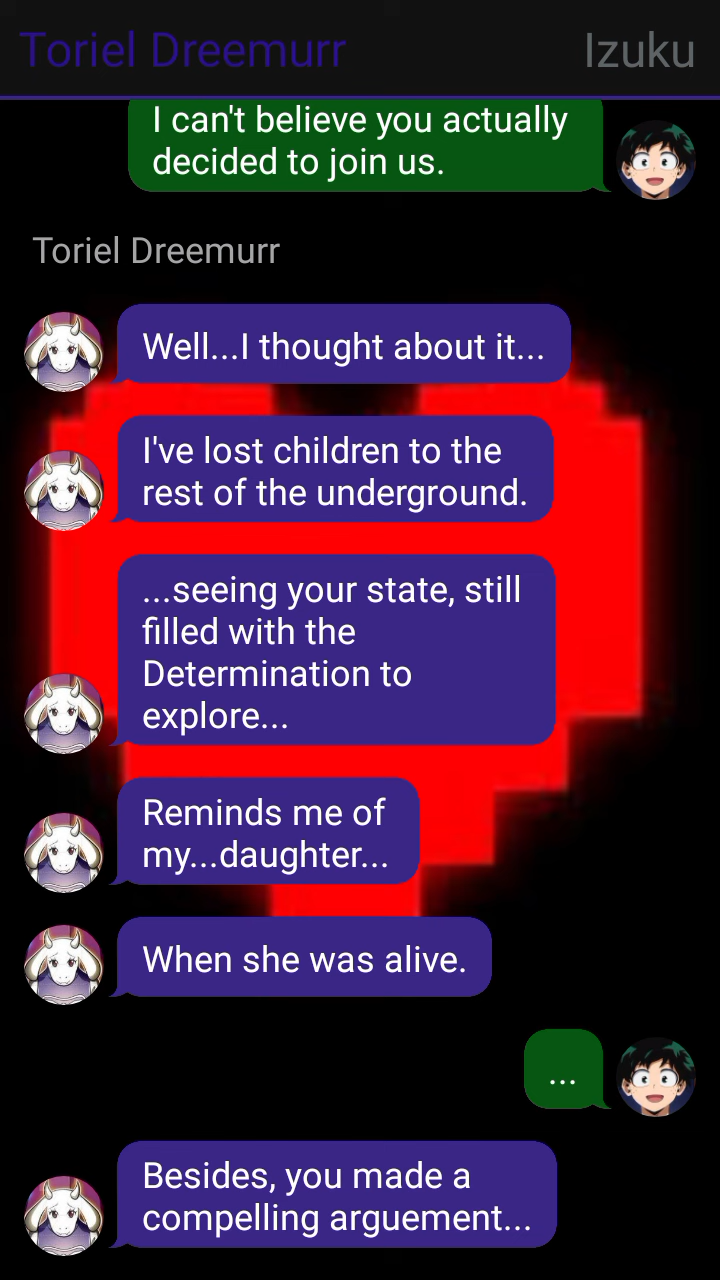 Toriel Dreemurr
Izuku
I can't believe you actually
decided to join us.
Toriel Dreemurr
Well...I thought about it...
I've lost children to the
rest of the underground.
...seeing your state, still
filled with the
Determination to
explore...
Reminds me of
my...daughter...
When she was alive.
...
Besides, you made a
compelling arguement...